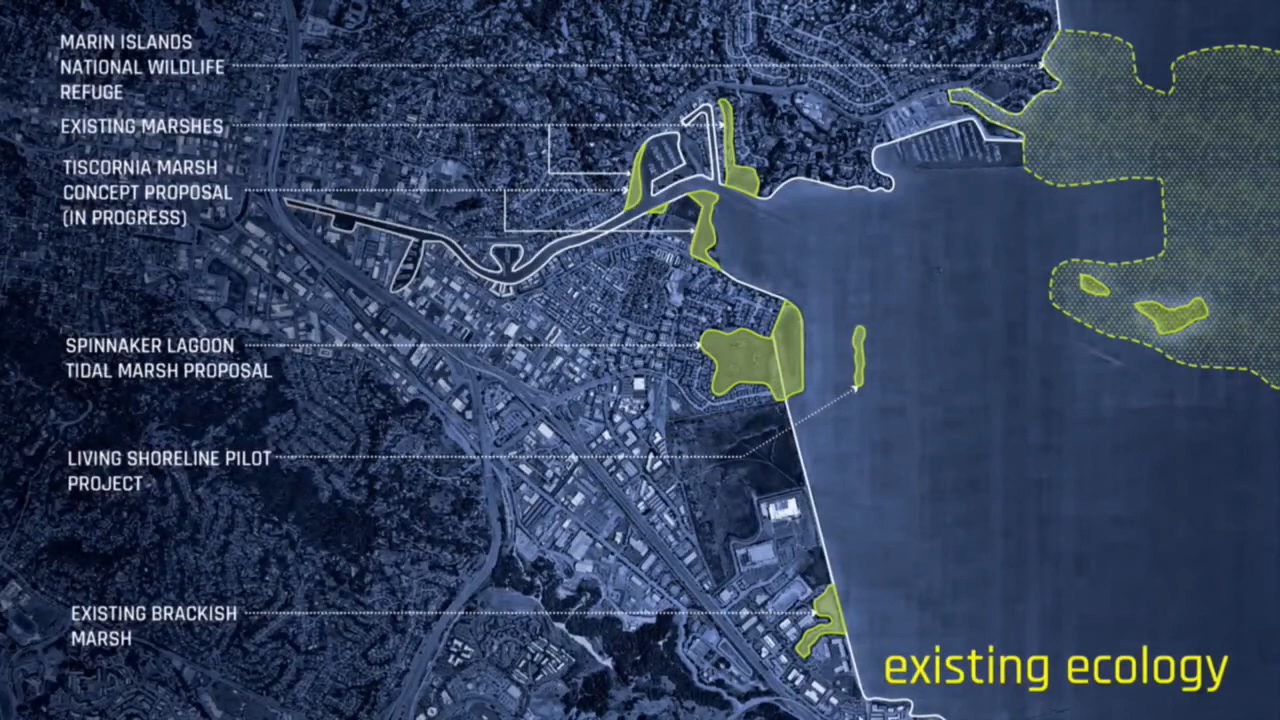 MARIN ISLANDS
NATIONAL WILDLIFE
REFUGE
EXISTING MARSHES
TISCORNIA MARSH
CONCEPT PROPOSAL
(IN PROGRESS)
SPINNAKER LAGOON
TIDAL MARSH PROPOSAL
LIVING SHORELINE PILOT
PROJECT
EXISTING BRACKISH
MARSH
existing ecology